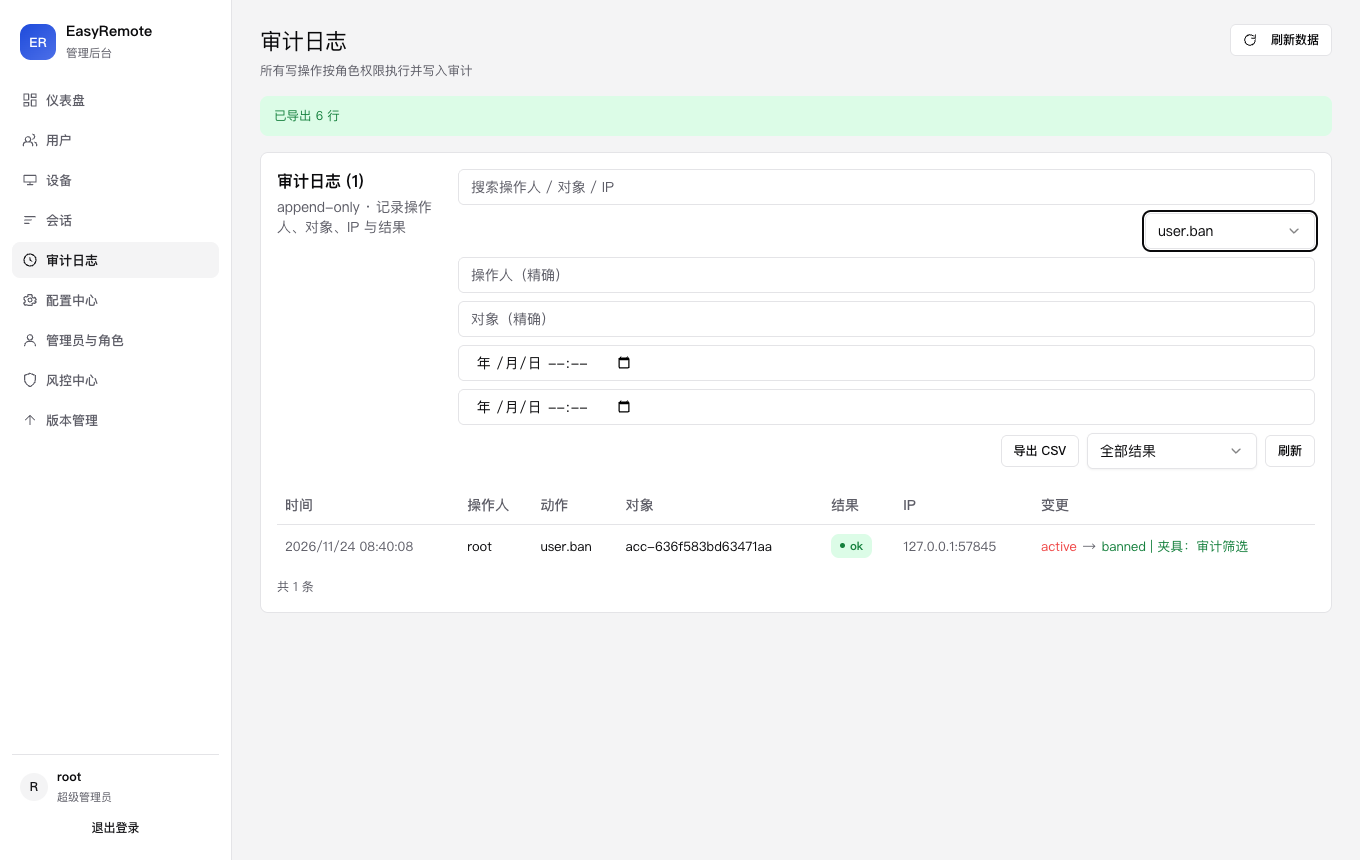 ER
EasyRemote
管理后台
仪表盘
用户
设备
会话
审计日志
配置中心
管理员与角色
风控中心
版本管理
R
root
超级管理员
退出登录
审计日志
所有写操作按角色权限执行并写入审计
刷新数据
已导出 6 行
审计日志 (1)
append-only · 记录操作
人、对象、IP 与结果
搜索操作人 / 对象 / IP
user.ban
操作人（精确）
对象（精确）
年 /月/日 --:--
年 /月/日 --:--
导出 CSV 全部结果 刷新
时间 操作人 动作 对象 结果 IP 变更
2026/11/24 08:40:08 root user.ban acc-636f583bd63471aa ok 127.0.0.1:57845 active → banned | 夹具：审计筛选
共 1 条